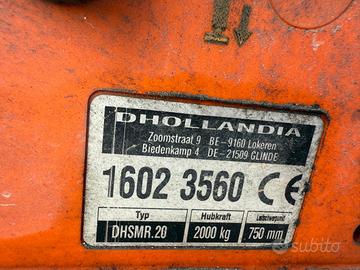 DHOLLANDIA
Zoomstraat 9 BE-9160 Lokeren
Biedenkamp 4 DE-21509 GLINDE
1602 3560 CE
Typ Hubkraft Lastschwerpunkt
DHSMR.20 2000 kg 750 mm
subito